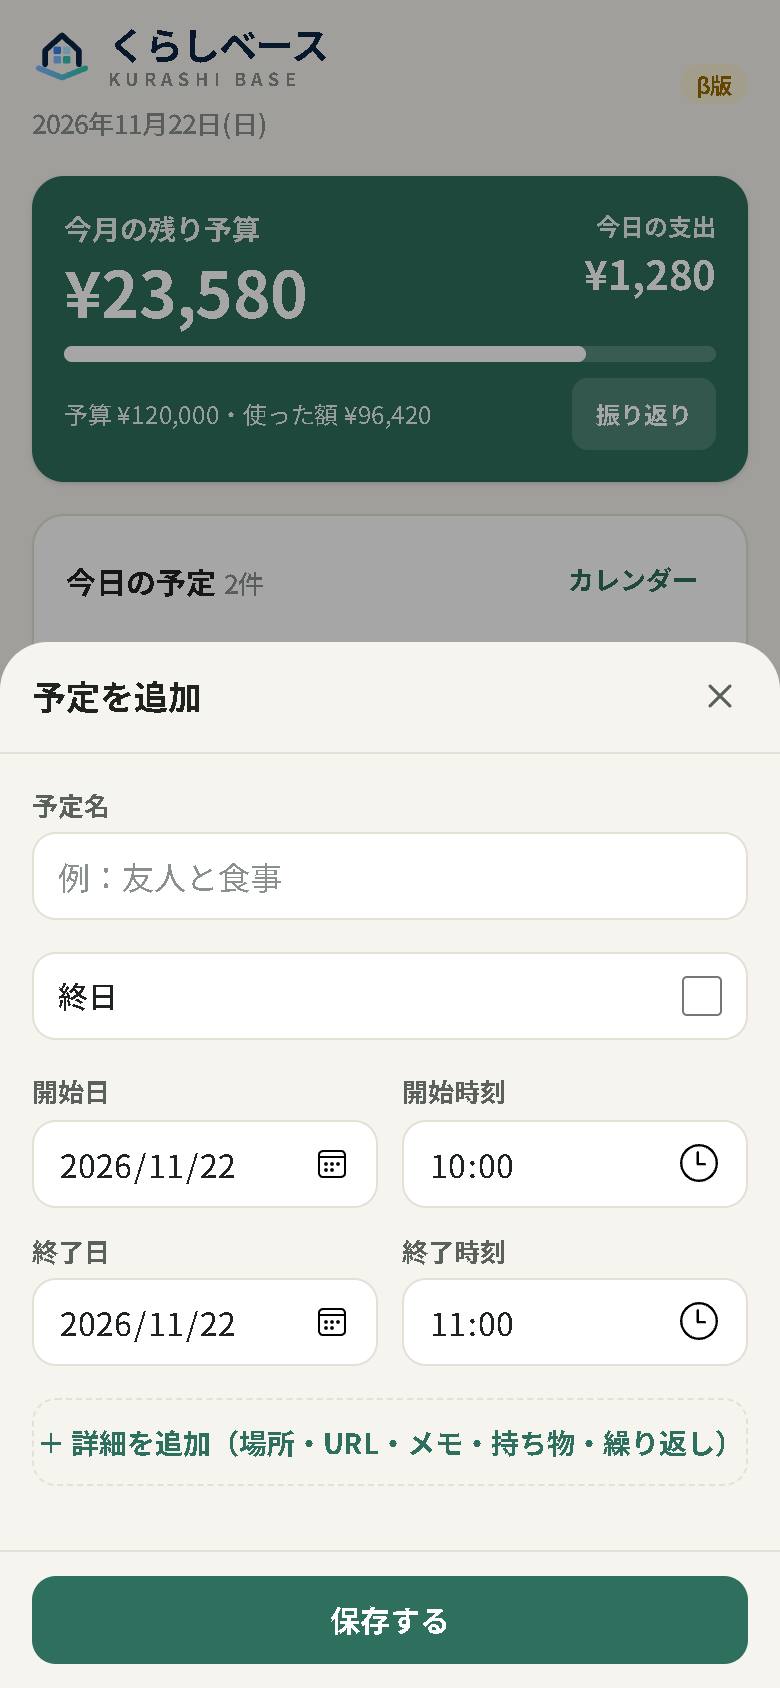 くらしベース
KURASHI BASE
β版
2026年11月22日(日)
今月の残り予算
今日の支出
¥23,580
¥1,280
予算 ¥120,000・使った額 ¥96,420
振り返り
今日の予定 2件
カレンダー
予定を追加
予定名
例：友人と食事
終日
開始日
開始時刻
2026/11/22
10:00
終了日
終了時刻
2026/11/22
11:00
＋ 詳細を追加（場所・URL・メモ・持ち物・繰り返し）
保存する